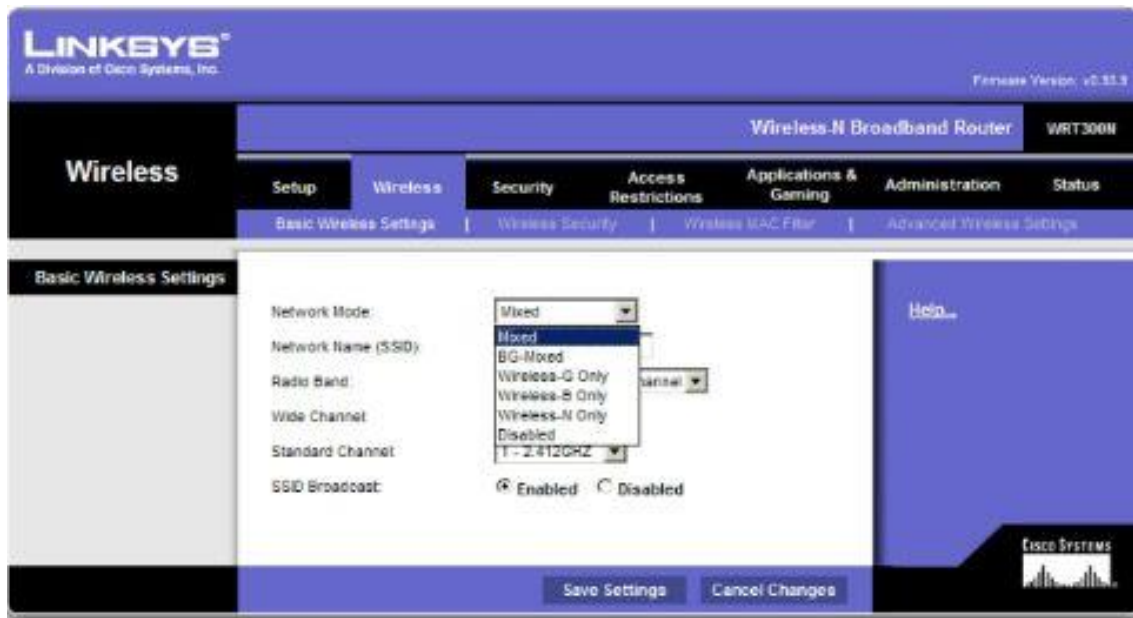 LINKSYS®
A Division of Cisco Systems, Inc.
Firmware Version:
Wireless-N Broadband Router
WRT300N
Wireless
Setup
Wireless
Security
Access Restrictions
Applications & Gaming
Administration
Status
Basic Wireless Settings | Wireless Security | Wireless MAC Filter | Advanced Wireless Settings
Basic Wireless Settings
Network Mode:
Mixed
Help...
Mixed
Network Name (SSID):
BG-Mixed
Wireless-G Only
Radio Band:
Wireless-B Only
Wide Channel
Wireless-N Only
Disabled
Standard Channel:
1 - 2.412GHZ
SSID Broadcast:
Enabled
Disabled
CISCO SYSTEMS
Save Settings
Cancel Changes